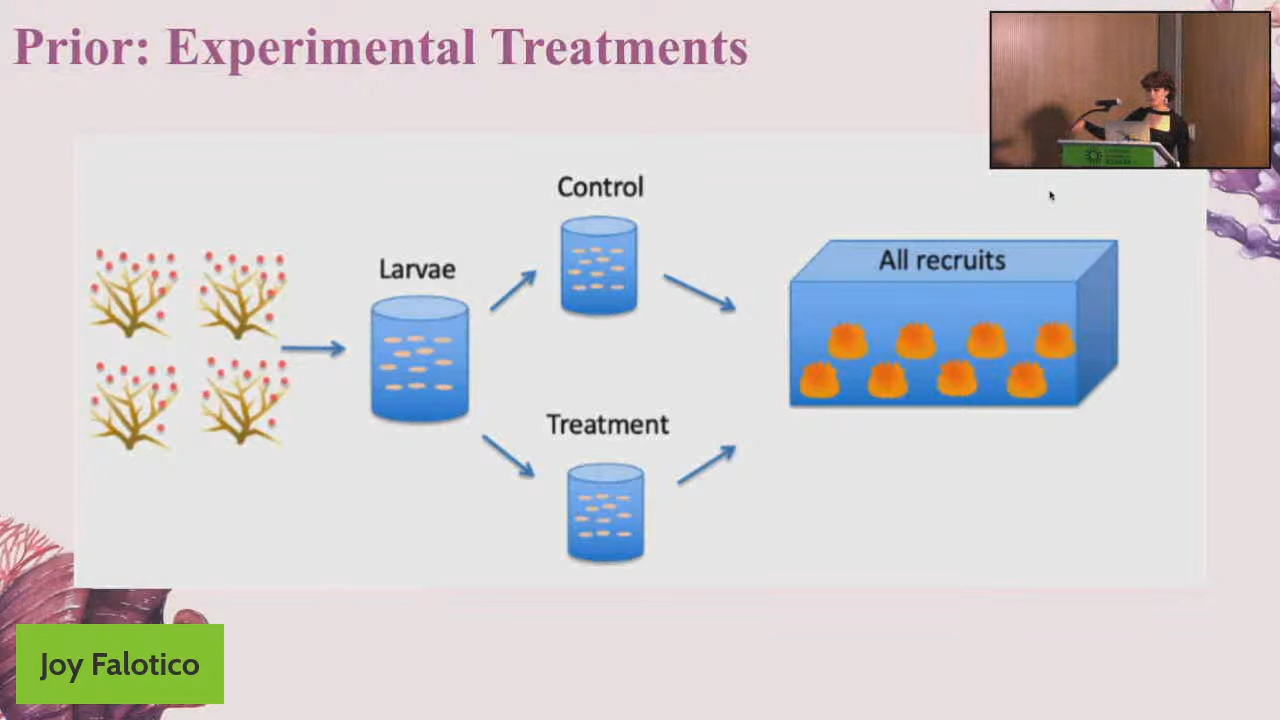 Prior: Experimental Treatments
Control
Larvae
All recruits
Treatment
Joy Falotico